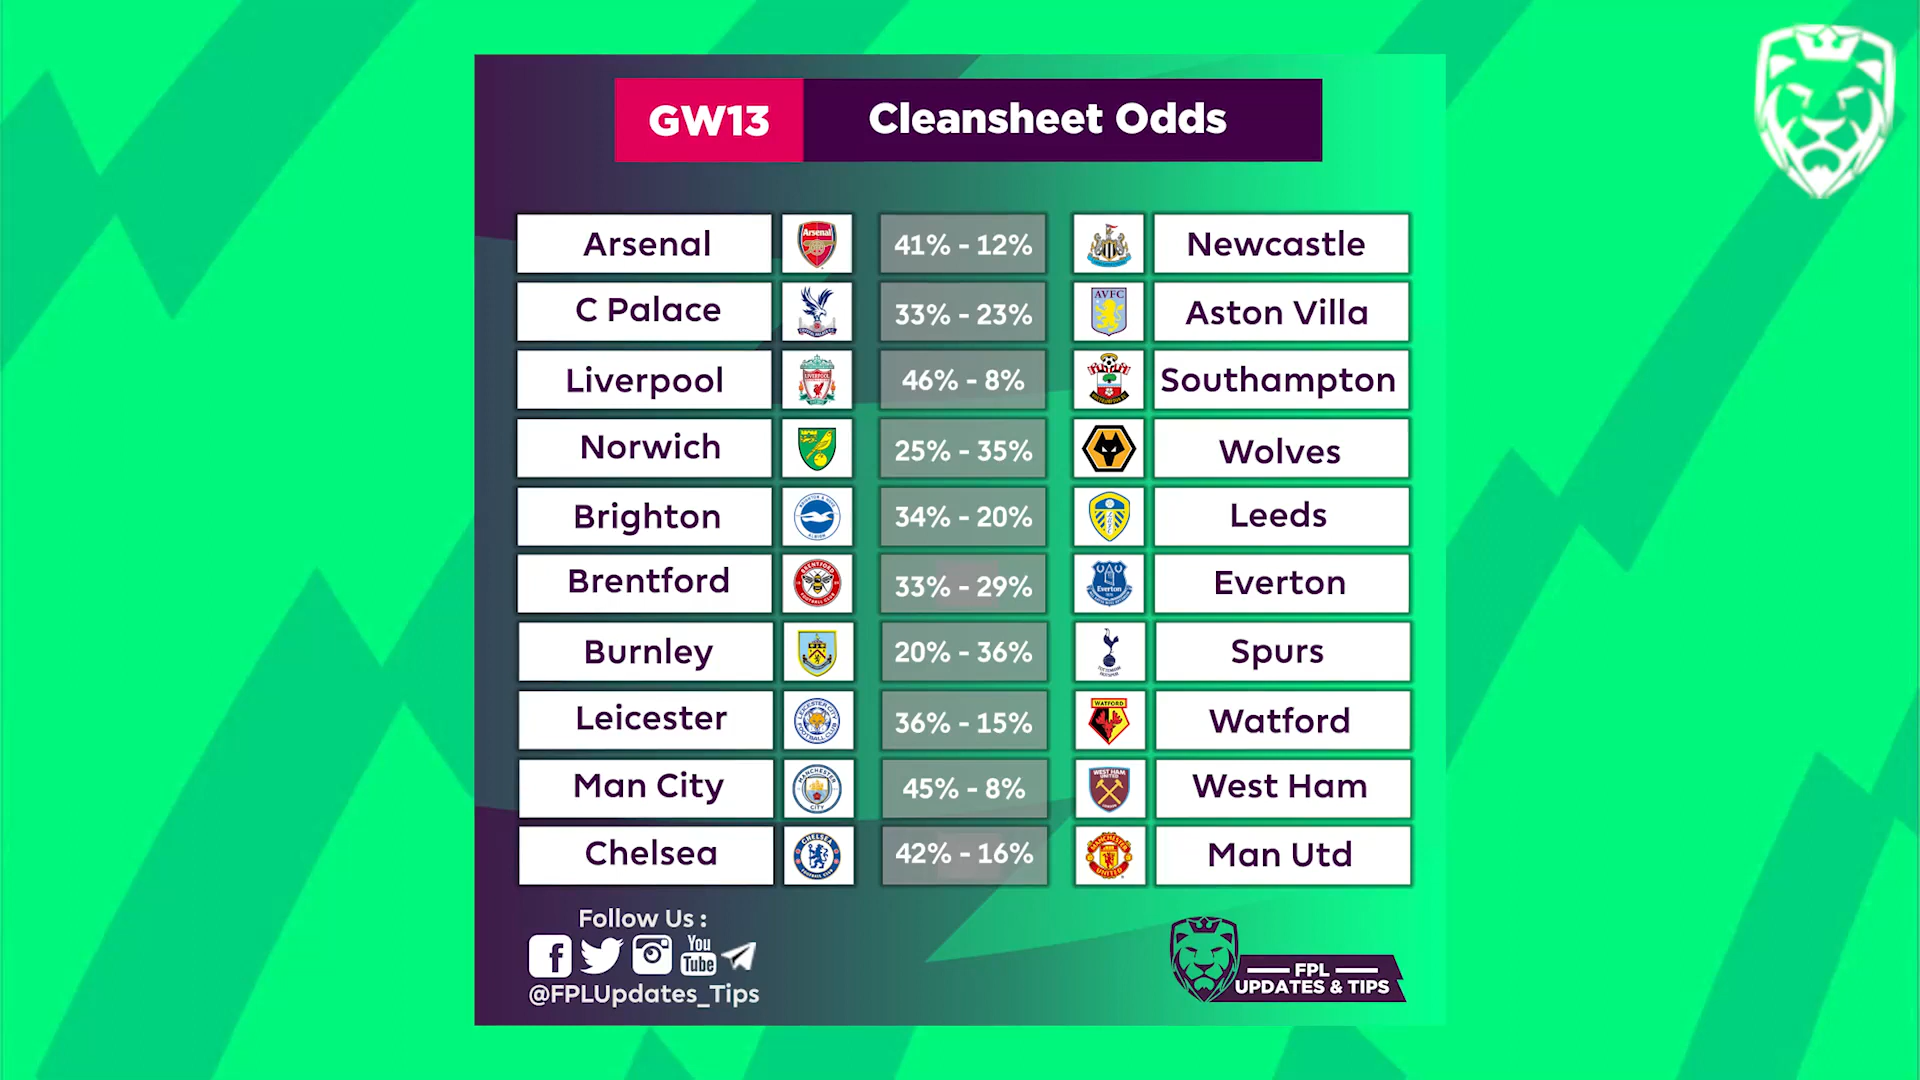 GW13 Cleansheet Odds
Arsenal 41% - 12% Newcastle
C Palace 33% - 23% Aston Villa
Liverpool 46% - 8% Southampton
Norwich 25% - 35% Wolves
Brighton 34% - 20% Leeds
Brentford 33% - 29% Everton
Burnley 20% - 36% Spurs
Leicester 36% - 15% Watford
Man City 45% - 8% West Ham
Chelsea 42% - 16% Man Utd
Follow Us :
You
Tube
@FPLUpdates_Tips
FPL
UPDATES & TIPS